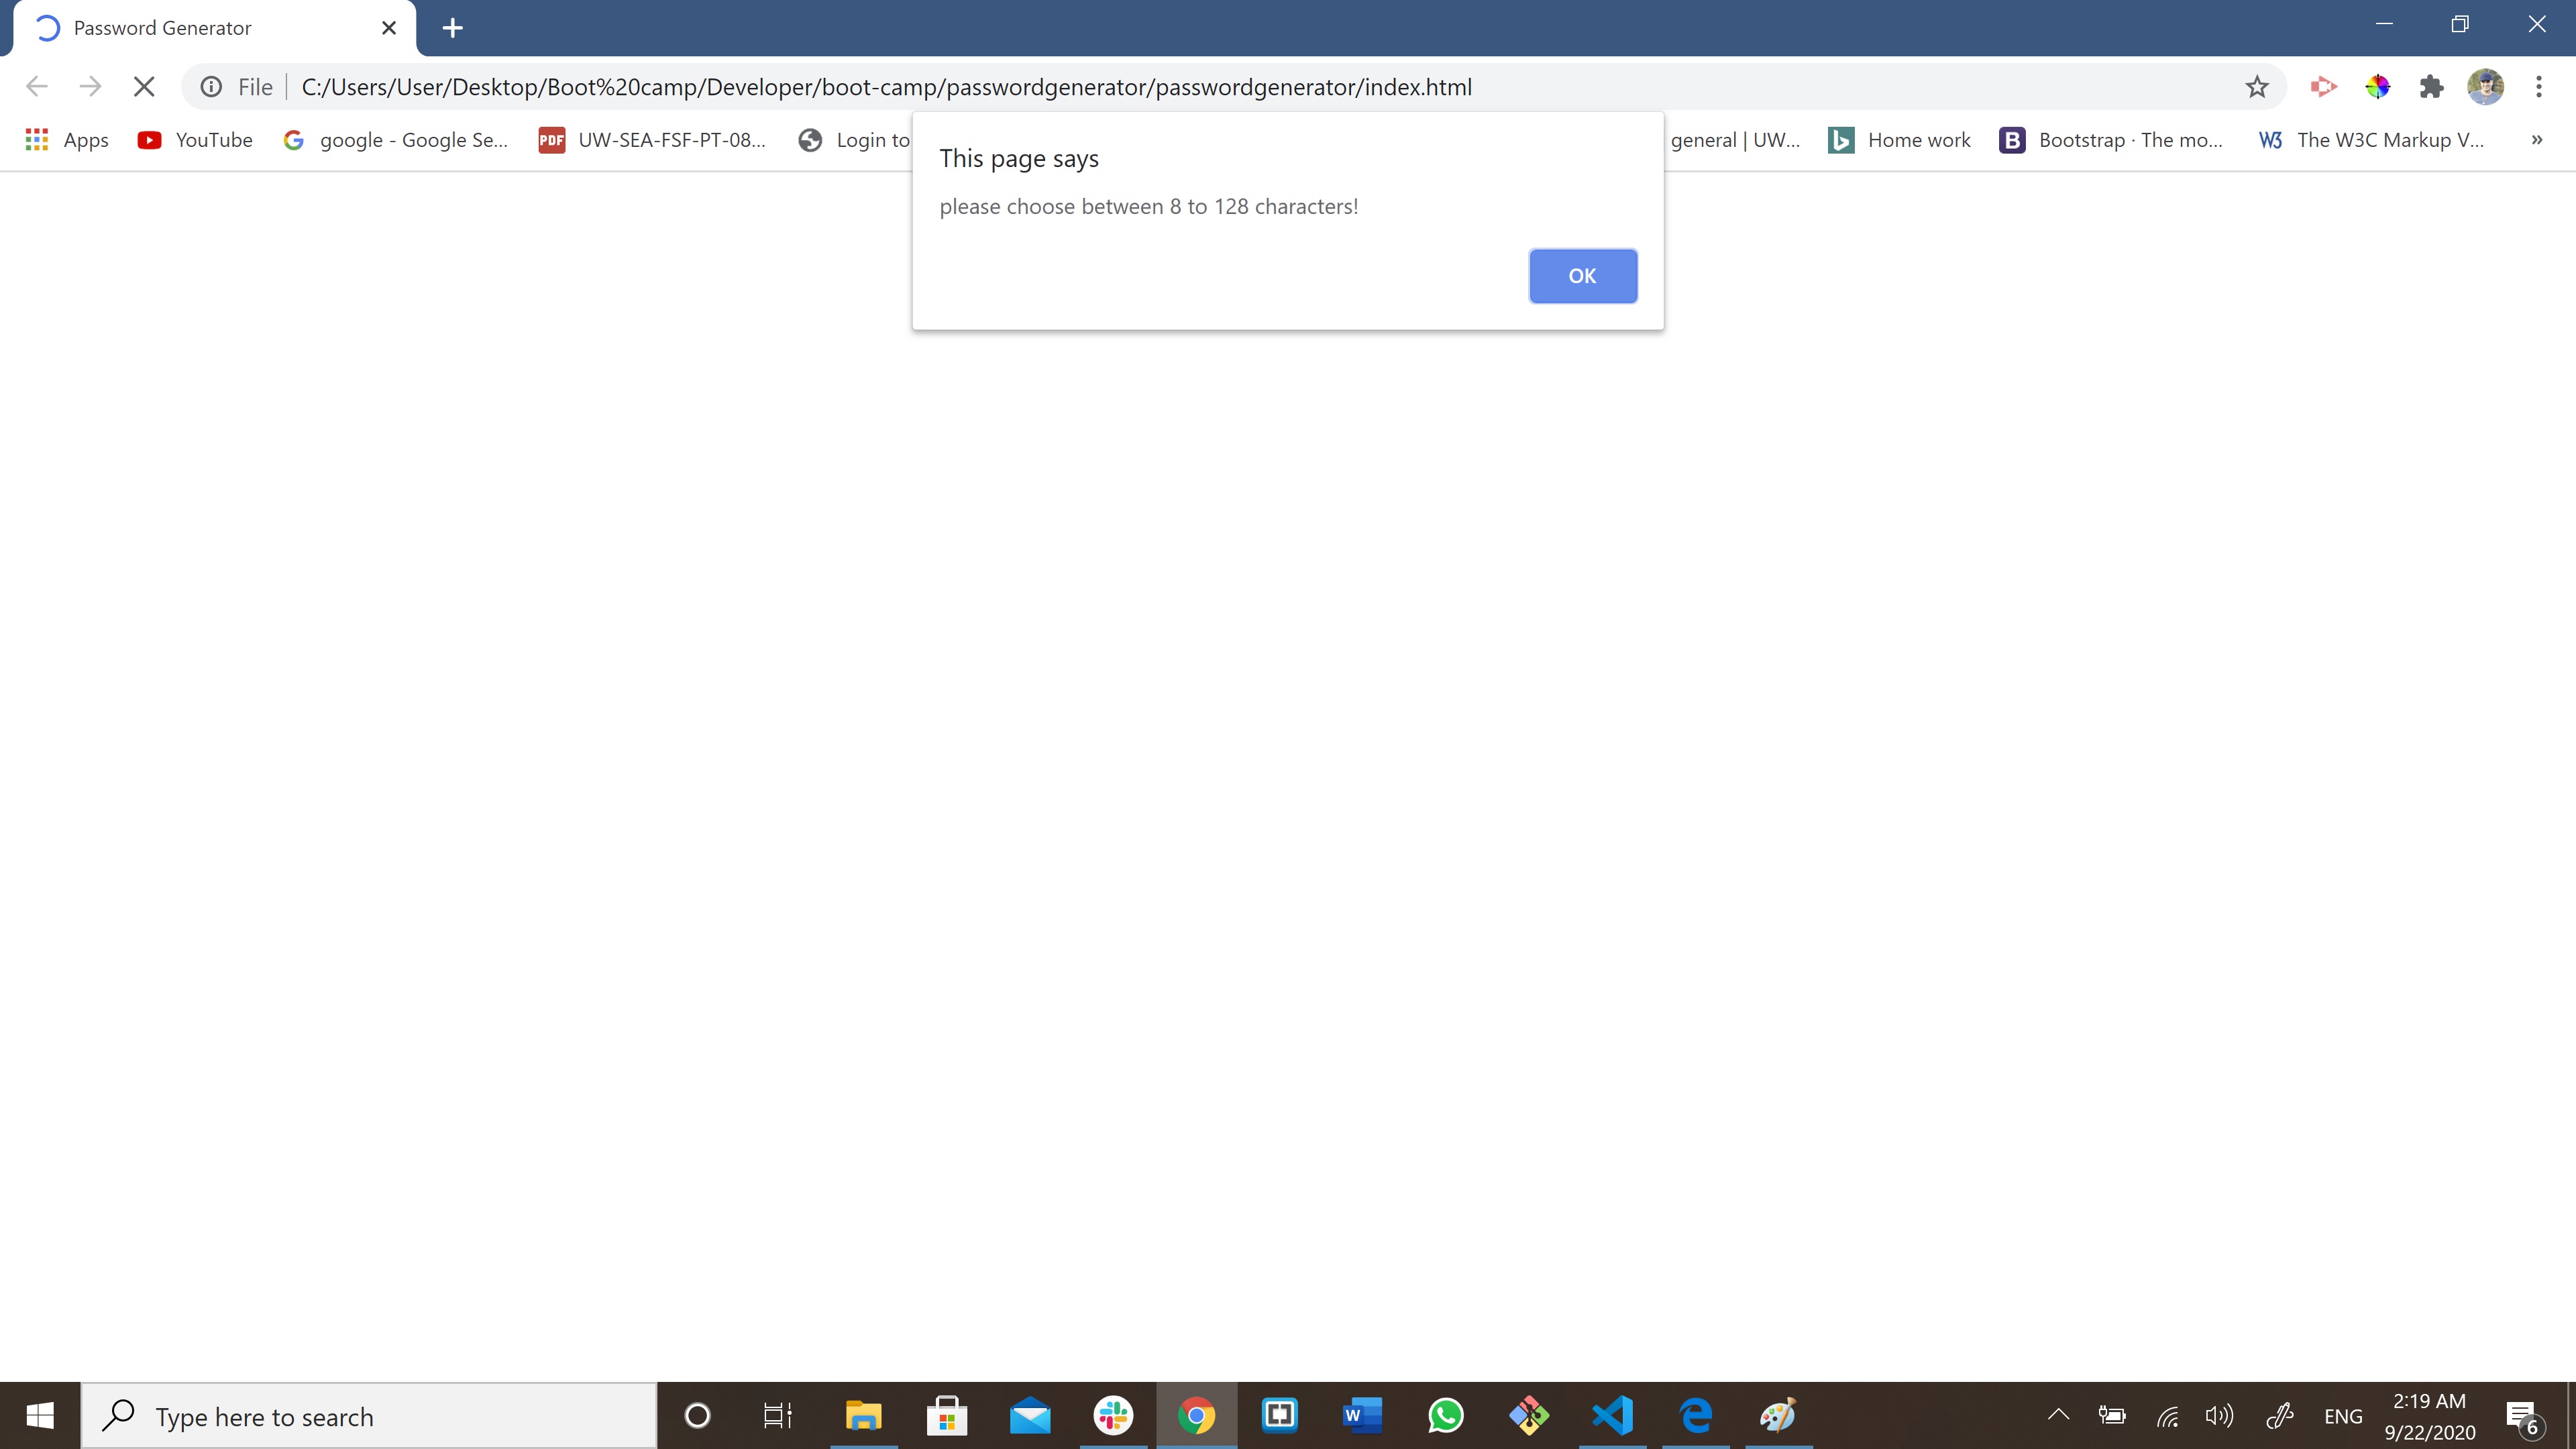 Password Generator
File C:/Users/User/Desktop/Boot%20camp/Developer/boot-camp/passwordgenerator/passwordgenerator/index.html
Apps YouTube google - Google Se... PDF UW-SEA-FSF-PT-08... Login to general | UW... Home work B Bootstrap · The mo... W3 The W3C Markup V... »
This page says
please choose between 8 to 128 characters!
OK
Type here to search
W
ENG
2:19 AM
9/22/2020
6